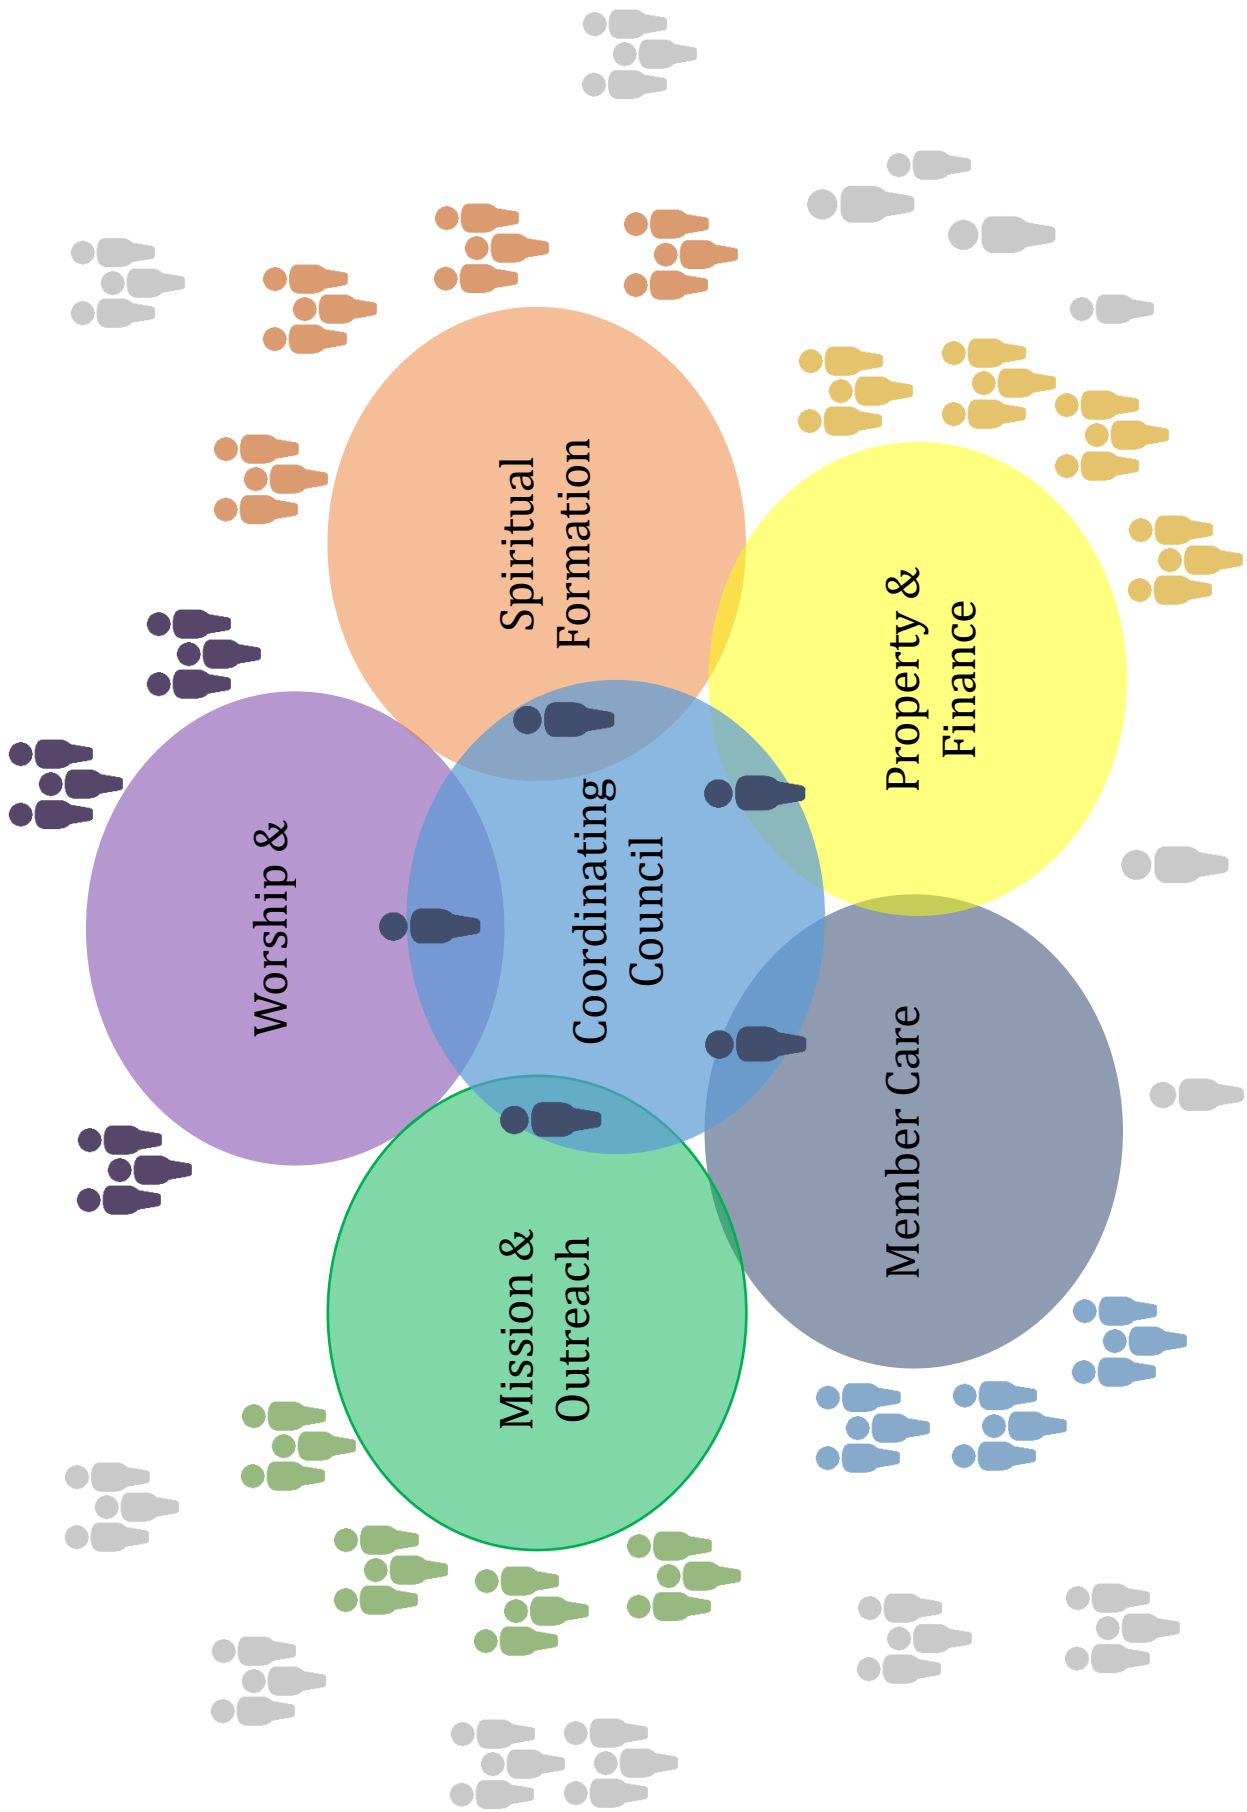 Worship &
Mission &
Outreach
Spiritual
Formation
Coordinating
Council
Member Care
Property &
Finance